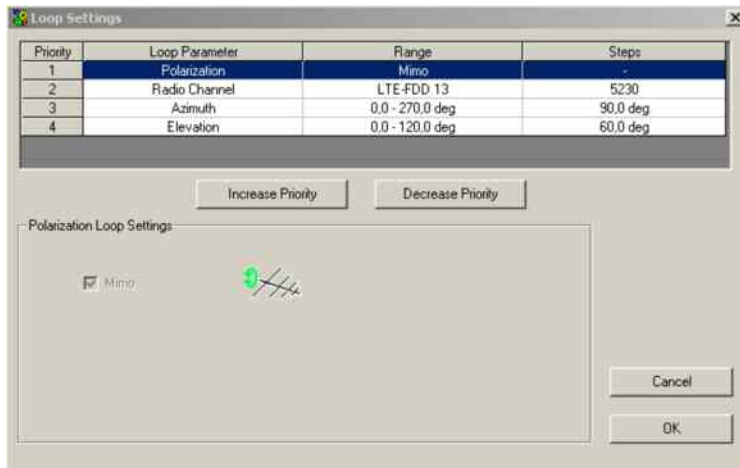 Loop Settings
Priority Loop Parameter Range Steps
1 Polarization Mimo -
2 Radio Channel LTE-FDD 13 5230
3 Azimuth 0,0 - 270,0 deg 90,0 deg
4 Elevation 0,0 - 120,0 deg 60,0 deg
Increase Priority Decrease Priority
Polarization Loop Settings
Mimo
Cancel
OK